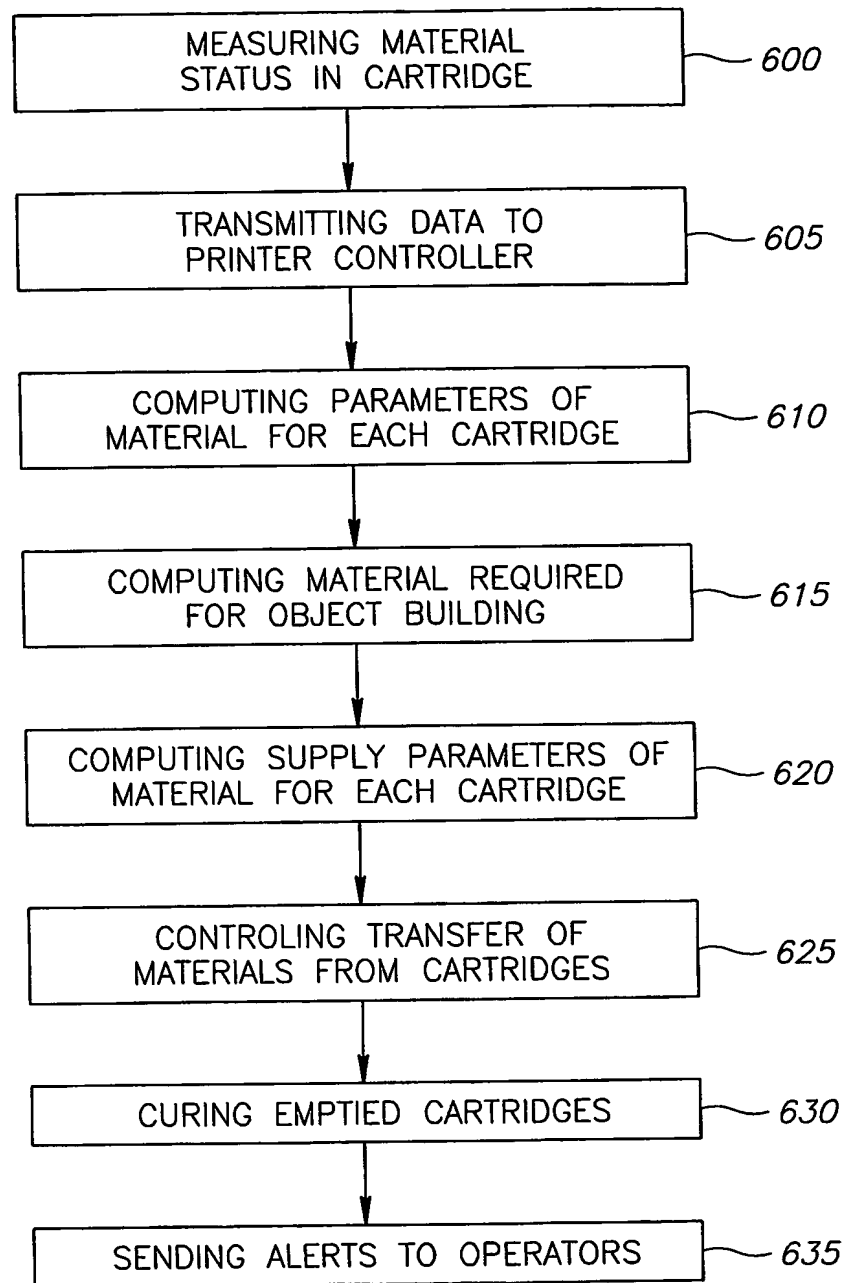 MEASURING MATERIAL
STATUS IN CARTRIDGE
600
TRANSMITTING DATA TO
PRINTER CONTROLLER
605
COMPUTING PARAMETERS OF
MATERIAL FOR EACH CARTRIDGE
610
COMPUTING MATERIAL REQUIRED
FOR OBJECT BUILDING
615
COMPUTING SUPPLY PARAMETERS OF
MATERIAL FOR EACH CARTRIDGE
620
CONTROLING TRANSFER OF
MATERIALS FROM CARTRIDGES
625
CURING EMPTIED CARTRIDGES
630
SENDING ALERTS TO OPERATORS
635